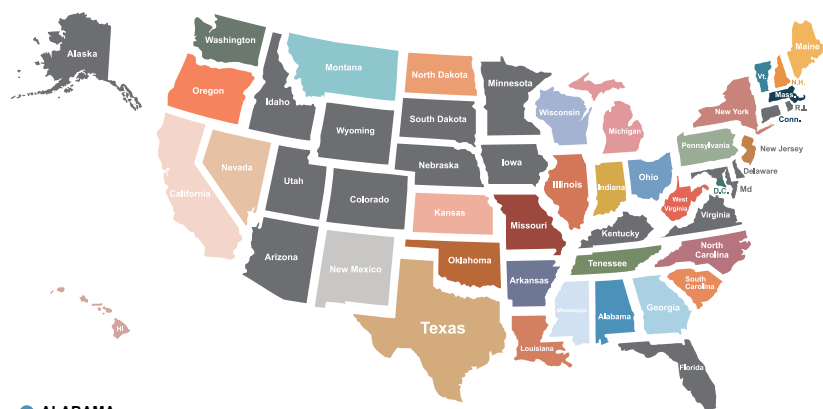 Alaska
Washington
Oregon
California
Nevada
Idaho
Montana
Wyoming
Utah
Arizona
Colorado
New Mexico
North Dakota
South Dakota
Nebraska
Kansas
Oklahoma
Texas
Minnesota
Iowa
Missouri
Arkansas
Louisiana
Wisconsin
Illinois
Michigan
Indiana
Ohio
Kentucky
Tenessee
Mississippi
Alabama
Georgia
Florida
South
Carolina
North
Carolina
Virginia
West
Virginia
D.C.
Md
Delaware
Pennsylvania
New Jersey
New York
Conn.
R.I.
Mass.
Vt.
N.H.
Maine
HI
ALABAMA